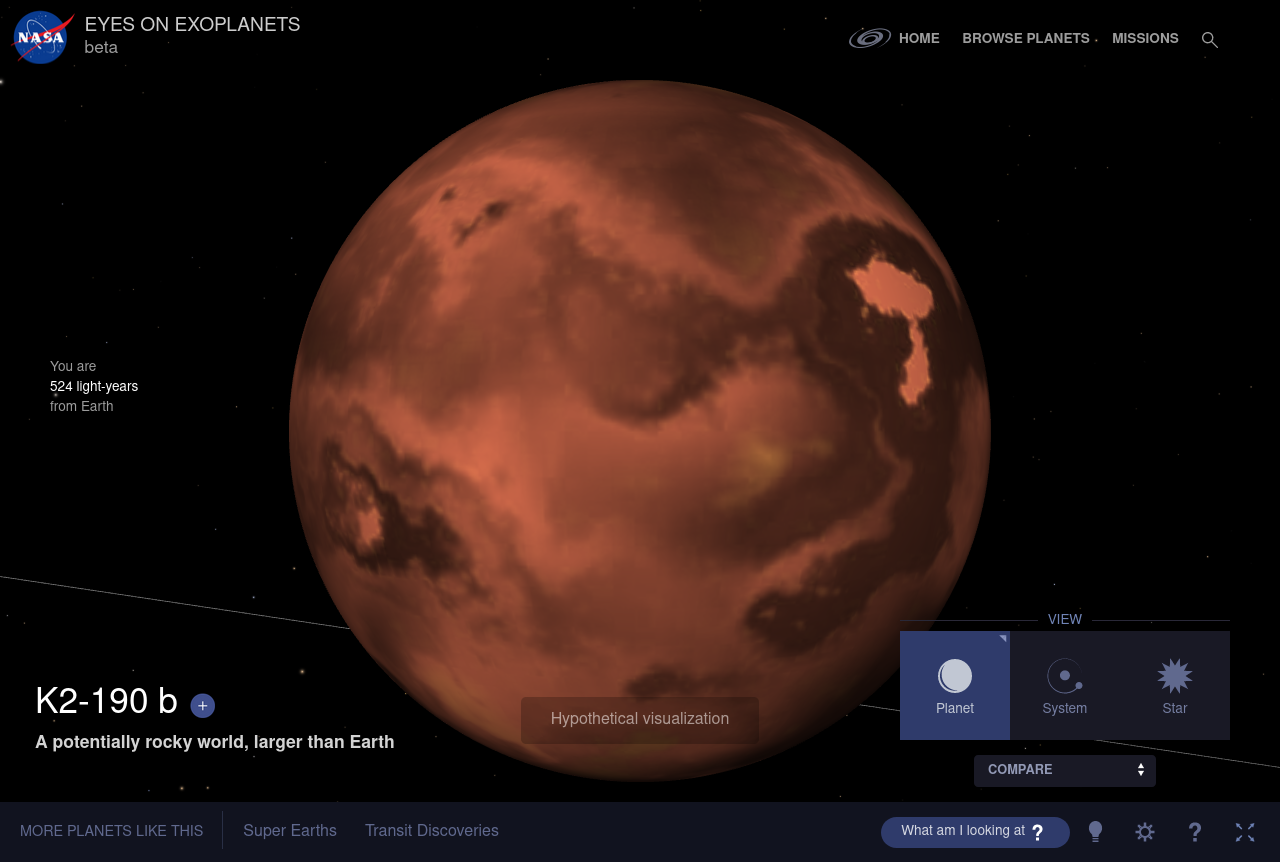 NASA
EYES ON EXOPLANETS
beta
HOME
BROWSE PLANETS
MISSIONS
You are
524 light-years
from Earth
K2-190 b +
A potentially rocky world, larger than Earth
Hypothetical visualization
VIEW
Planet
System
Star
COMPARE
MORE PLANETS LIKE THIS
Super Earths
Transit Discoveries
What am I looking at ?
?